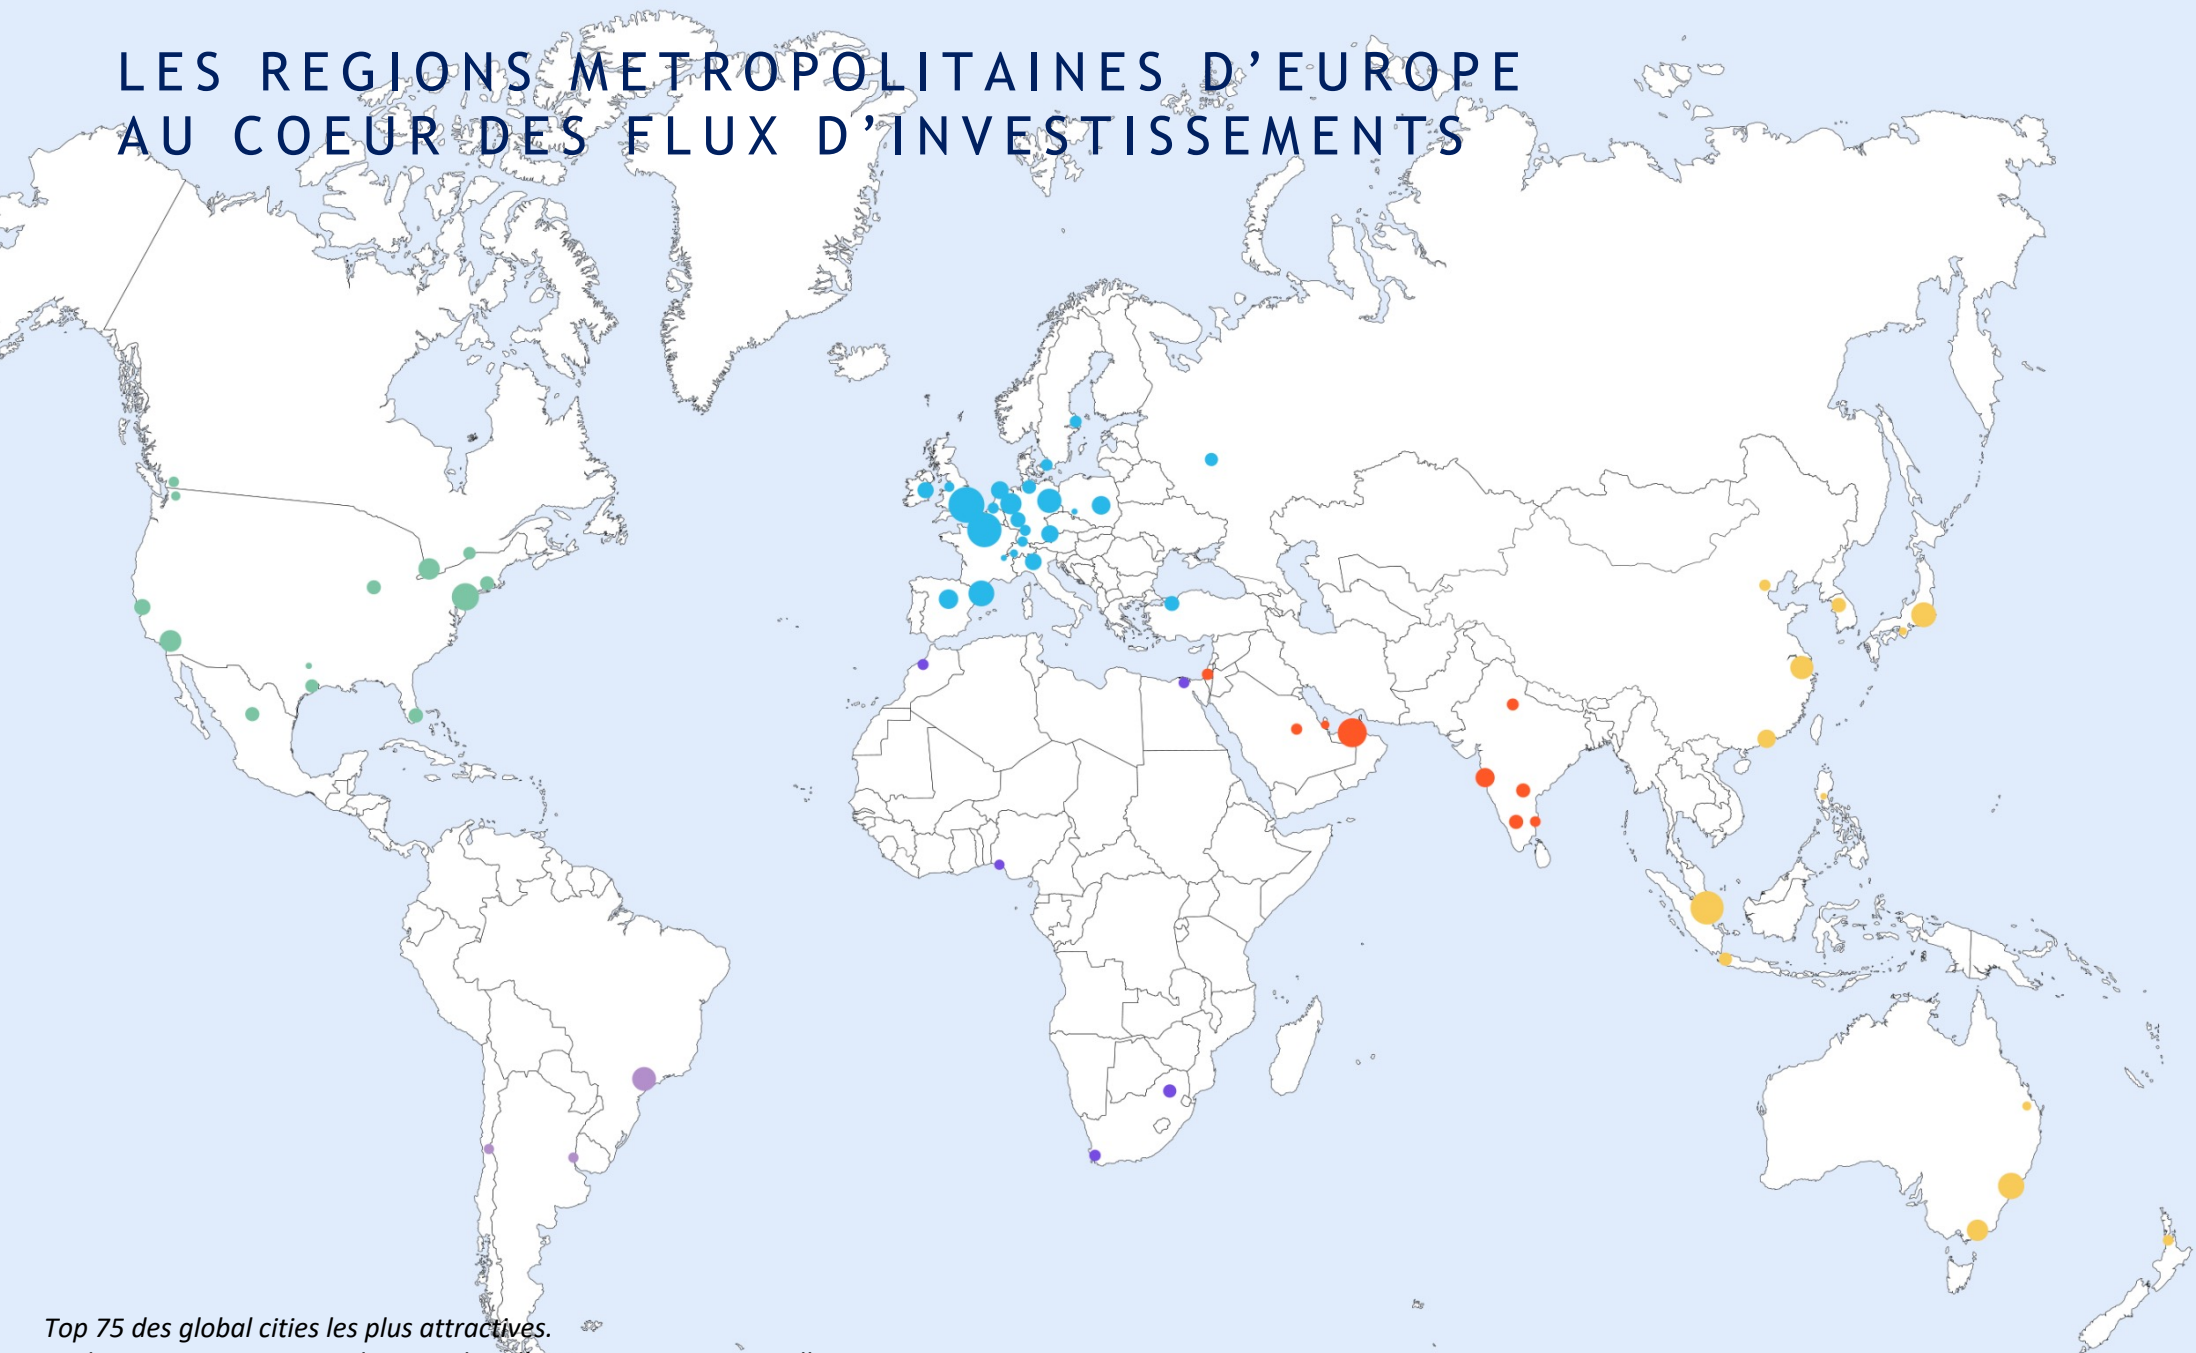 LES REGIONS METROPOLITAINES D’EUROPE
AU COEUR DES FLUX D’INVESTISSEMENTS
Top 75 des global cities les plus attractives.